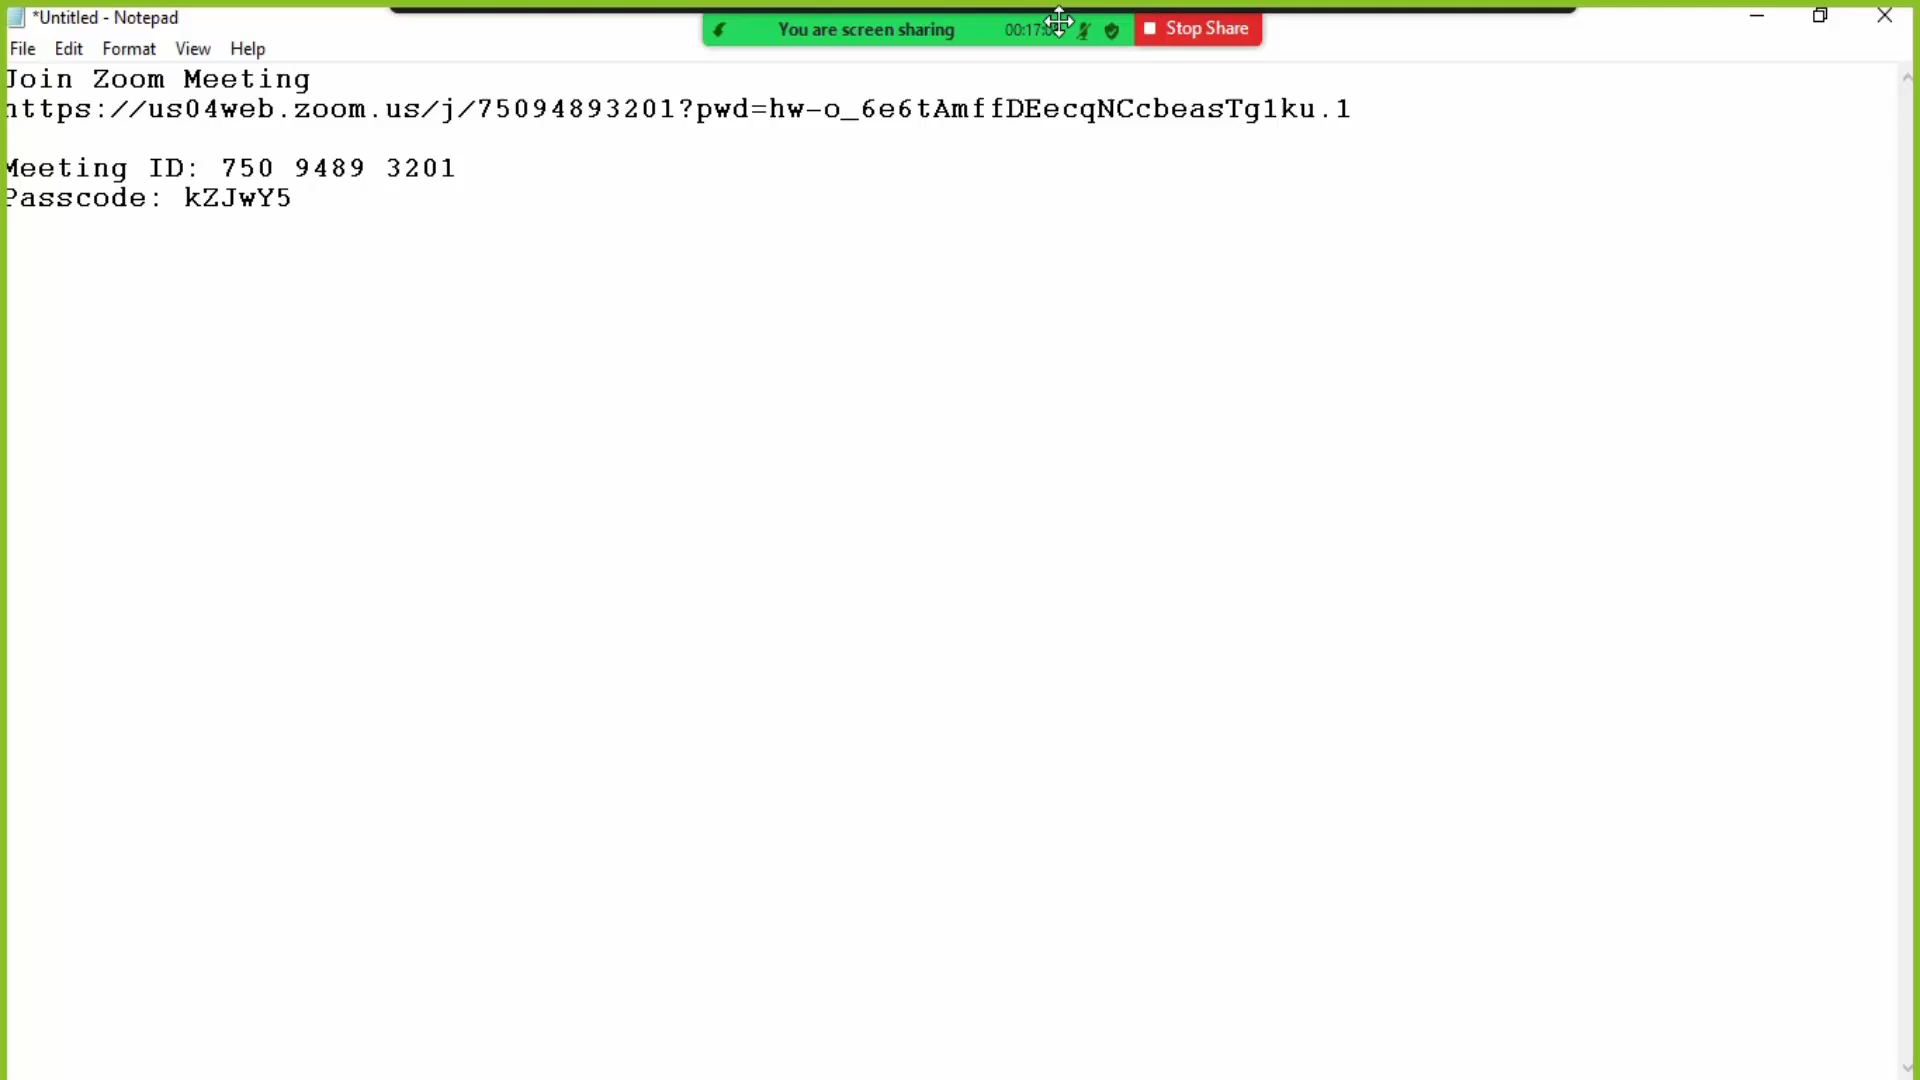 *Untitled - Notepad
You are screen sharing
Stop Share
File Edit Format View Help
Join Zoom Meeting
https://us04web.zoom.us/j/75094893201?pwd=hw-o_6e6tAmffDEecqNCcbeasTg1ku.1
Meeting ID: 750 9489 3201
Passcode: kZJwY5